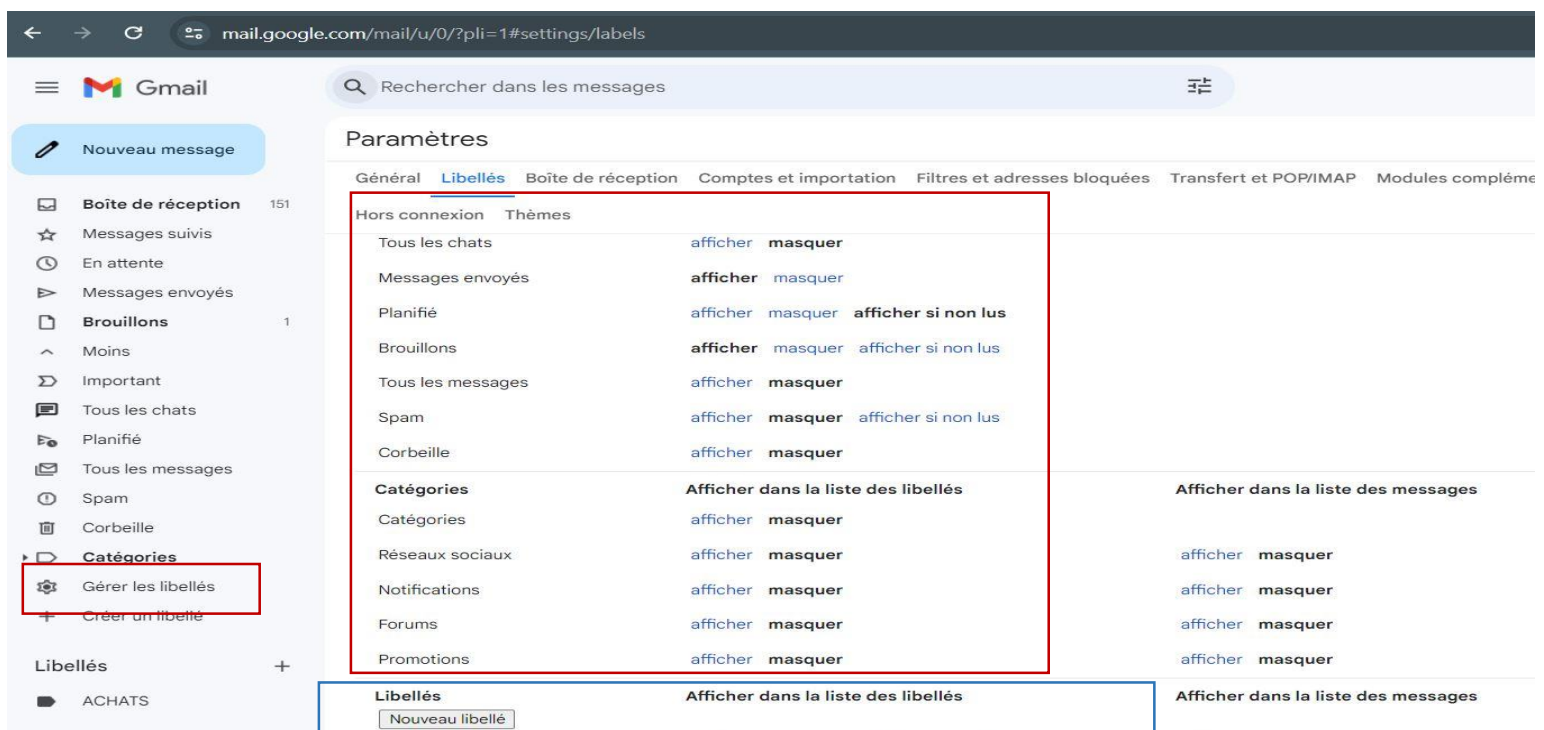 mail.google.com/mail/u/0/?pli=1#settings/labels
Gmail
Rechercher dans les messages
Nouveau message
Boîte de réception 151
Messages suivis
En attente
Messages envoyés
Brouillons 1
Moins
Important
Tous les chats
Planifié
Tous les messages
Spam
Corbeille
Catégories
Gérer les libellés
Créer un libellé
Libellés +
ACHATS
Paramètres
Général Libellés Boîte de réception Comptes et importation Filtres et adresses bloquées Transfert et POP/IMAP Modules compléme
Hors connexion Thèmes
Tous les chats afficher masquer
Messages envoyés afficher masquer
Planifié afficher masquer afficher si non lus
Brouillons afficher masquer afficher si non lus
Tous les messages afficher masquer
Spam afficher masquer afficher si non lus
Corbeille afficher masquer
Catégories Afficher dans la liste des libellés Afficher dans la liste des messages
Catégories afficher masquer
Réseaux sociaux afficher masquer afficher masquer
Notifications afficher masquer afficher masquer
Forums afficher masquer afficher masquer
Promotions afficher masquer afficher masquer
Libellés Afficher dans la liste des libellés Afficher dans la liste des messages
Nouveau libellé